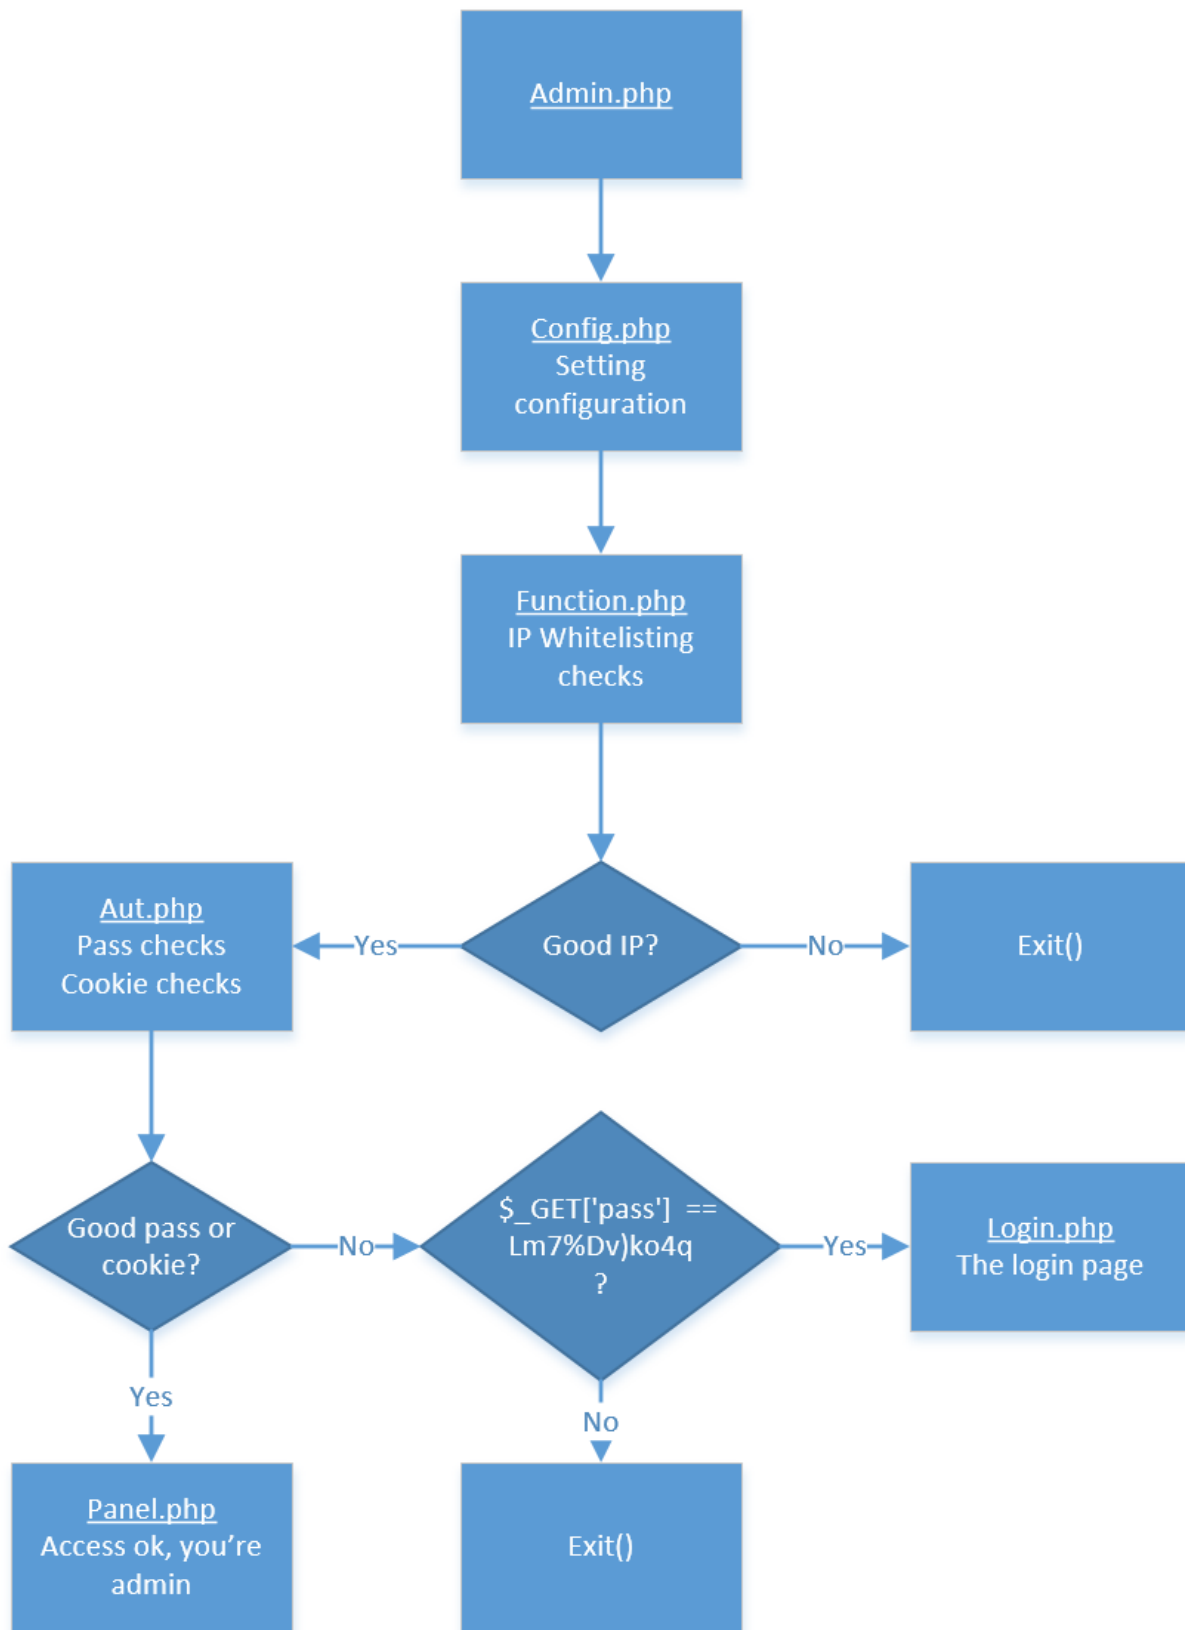 Admin.php
Config.php
Setting
configuration
Function.php
IP Whitelisting
checks
Aut.php
Pass checks
Cookie checks
Yes
Good IP?
No
Exit()
Good pass or
cookie?
No
$_GET['pass']  ==
Lm7%Dv)ko4q
?
Yes
Login.php
The login page
Yes
No
Panel.php
Access ok, you’re
admin
Exit()